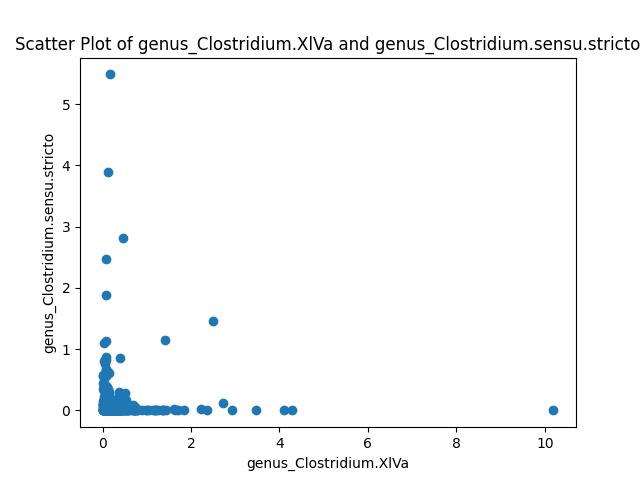 Scatter Plot of genus_Clostridium.XlVa and genus_Clostridium.sensu.stricto
genus_Clostridium.sensu.stricto
5
4
3
2
1
0
0 2 4 6 8 10
genus_Clostridium.XlVa